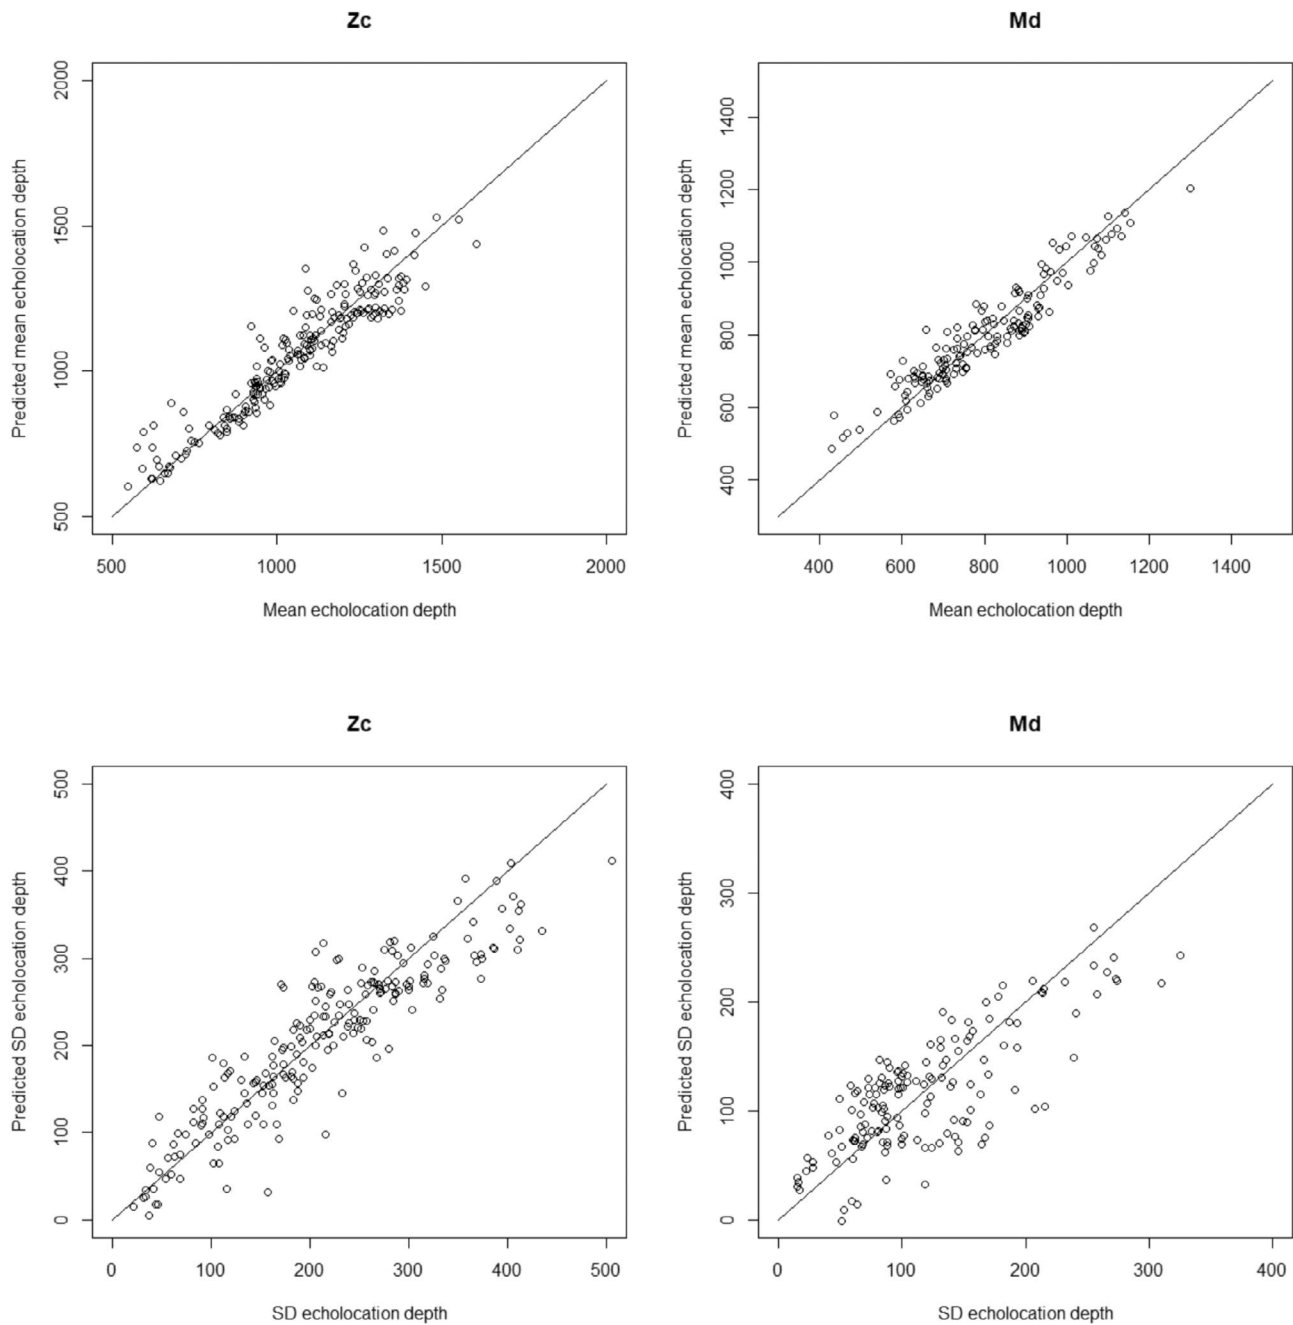 Zc
Predicted mean echolocation depth
2000
1500
1000
500
500 1000 1500 2000
Mean echolocation depth
Md
Predicted mean echolocation depth
1400
1200
1000
800
600
400
400 600 800 1000 1200 1400
Mean echolocation depth
Zc
Predicted SD echolocation depth
500
400
300
200
100
0
0 100 200 300 400 500
SD echolocation depth
Md
Predicted SD echolocation depth
400
300
200
100
0
0 100 200 300 400
SD echolocation depth